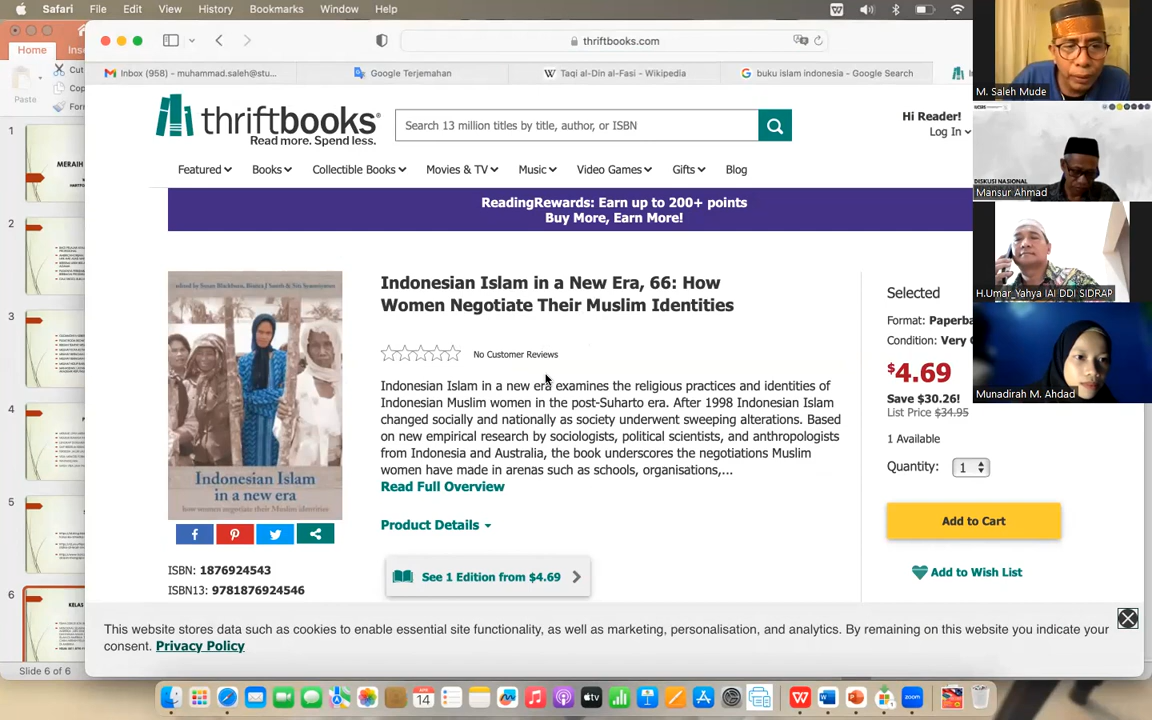 Safari File Edit View History Bookmarks Window Help
Home Ins
thriftbooks.com
Paste
Cut
Inbox (958) - muhammad.saleh@stu...
Google Terjemahen
Taqi al-Din al-Fasi - Wikipedia
buku islam indonesia - Google Search
M. Saleh Mude
thriftbooks
Read more. Spend less.
Search 13 million titles by title, author, or ISBN
Hi Reader!
Log In
Featured Books Collectible Books Movies & TV Music Video Games Gifts Blog
DISKUSI NASIONAL
Mansur Ahmad
ReadingRewards: Earn up to 200+ points
Buy More, Earn More!
1
MERAIH
2
Indonesian Islam in a New Era, 66: How
Women Negotiate Their Muslim Identities
Selected
H.Umar_Yahya IAI DDI SIDRAP
Format: Paperba
Condition: Very
No Customer Reviews
$4.69
Munadirah M. Ahdad
Save $30.26!
List Price $34.95
Indonesian Islam in a new era examines the religious practices and identities of
Indonesian Muslim women in the post-Suharto era. After 1998 Indonesian Islam
changed socially and nationally as society underwent sweeping alterations. Based
on new empirical research by sociologists, political scientists, and anthropologists
from Indonesia and Australia, the book underscores the negotiations Muslim
women have made in arenas such as schools, organisations,...
Read Full Overview
1 Available
Quantity: 1
3
4
Indonesian Islam
in a new era
how women negotiate their muslim identities
Product Details
Add to Cart
5
ISBN: 1876924543
ISBN13: 9781876924546
See 1 Edition from $4.69
Add to Wish List
6
KELAS
This website stores data such as cookies to enable essential site functionality, as well as marketing, personalisation, and analytics. By remaining on this website you indicate your
consent. Privacy Policy
Slide 6 of 6
14
tv
zoom